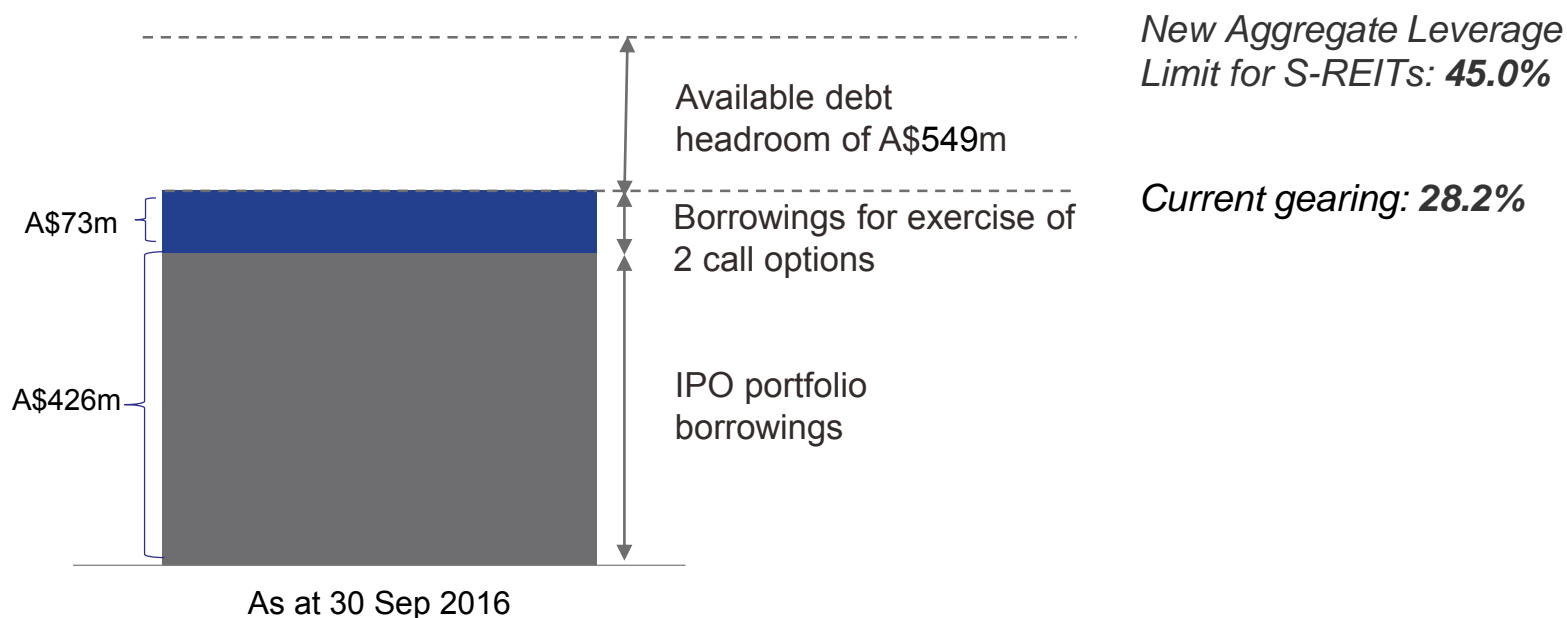 New Aggregate Leverage
Limit for S-REITs: 45.0%
Available debt
headroom of A$549m
Current gearing: 28.2%
A$73m
Borrowings for exercise of
2 call options
A$426m
IPO portfolio
borrowings
As at 30 Sep 2016